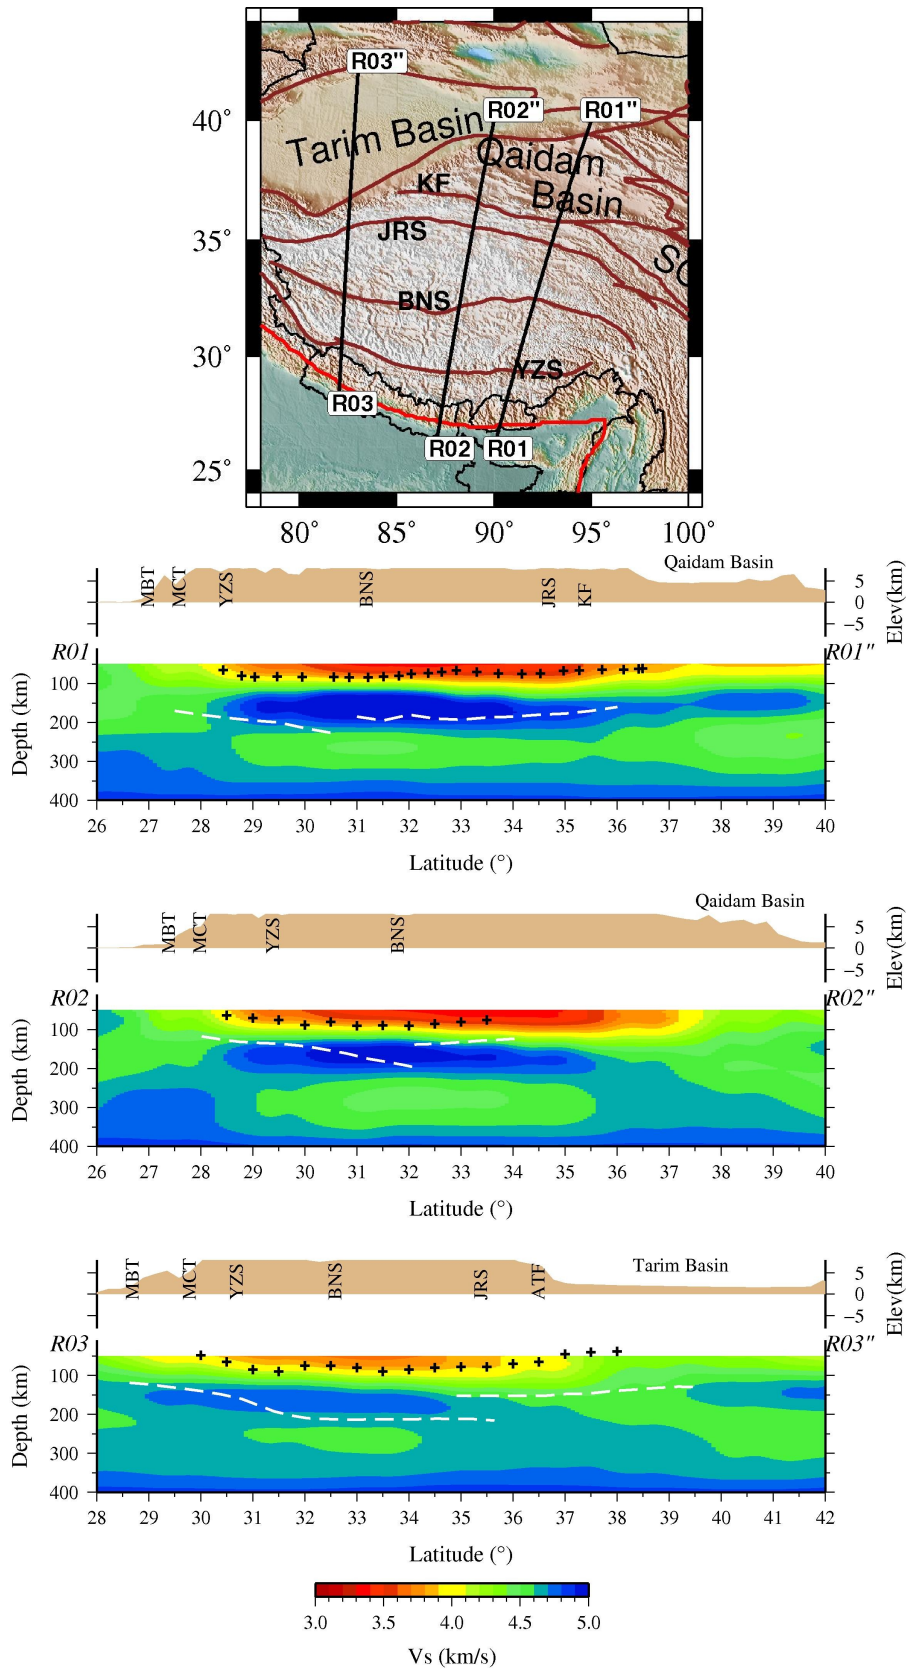 R03"
40°
R02"
R01"
Tarim Basin
Qaidam
Basin
KF
35°
JRS
SG
BNS
30°
YZS
R03
R02
R01
25°
80° 85° 90° 95° 100°
Qaidam Basin
MBT MCT YZS BNS JRS KF
5
0
−5
Elev(km)
R01 R01"
Depth (km)
100
200
300
400
26 27 28 29 30 31 32 33 34 35 36 37 38 39 40
Latitude (°)
Qaidam Basin
MBT MCT YZS BNS
5
0
−5
Elev(km)
R02 R02"
Depth (km)
100
200
300
400
26 27 28 29 30 31 32 33 34 35 36 37 38 39 40
Latitude (°)
Tarim Basin
MBT MCT YZS BNS JRS ATF
5
0
−5
Elev(km)
R03 R03"
Depth (km)
100
200
300
400
28 29 30 31 32 33 34 35 36 37 38 39 40 41 42
Latitude (°)
3.0 3.5 4.0 4.5 5.0
Vs (km/s)